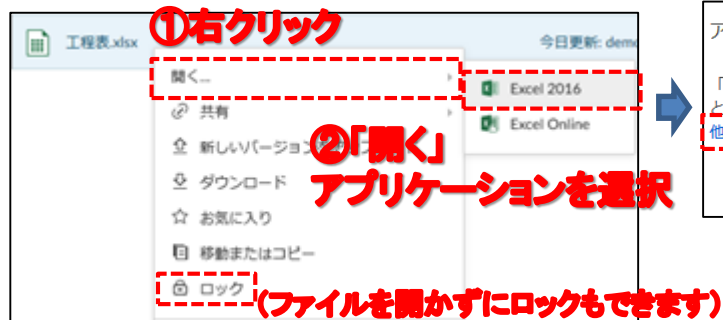 ①右クリック
工程表.xlsx
今日更新: demo
開く...
Excel 2016
Excel Online
共有
新しいバージョン
②「開く」
アプリケーションを選択
ダウンロード
お気に入り
移動またはコピー
ロック
(ファイルを開かずにロックもできます)